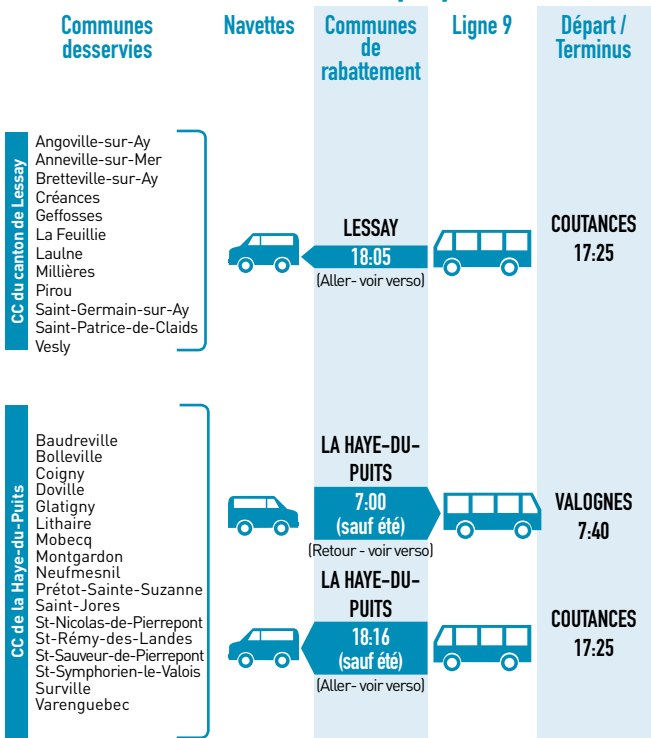 Communes
desservies
Navettes
Communes
de
rabattement
Ligne 9
Départ /
Terminus
CC du canton de Lessay
Angoville-sur-Ay
Anneville-sur-Mer
Bretteville-sur-Ay
Créances
Geffosses
La Feuillie
Laulne
Millières
Pirou
Saint-Germain-sur-Ay
Saint-Patrice-de-Claids
Vesly
LESSAY
18:05
(Aller- voir verso)
COUTANCES
17:25
CC de la Haye-du-Puits
Baudreville
Bolleville
Coigny
Doville
Glatigny
Lithaire
Mobecq
Montgardon
Neufmesnil
Prétot-Sainte-Suzanne
Saint-Jores
St-Nicolas-de-Pierrepont
St-Rémy-des-Landes
St-Sauveur-de-Pierrepont
St-Symphorien-le-Valois
Surville
Varenguebec
LA HAYE-DU-
PUITS
7:00
(sauf été)
(Retour - voir verso)
VALOGNES
7:40
LA HAYE-DU-
PUITS
18:16
(sauf été)
(Aller- voir verso)
COUTANCES
17:25